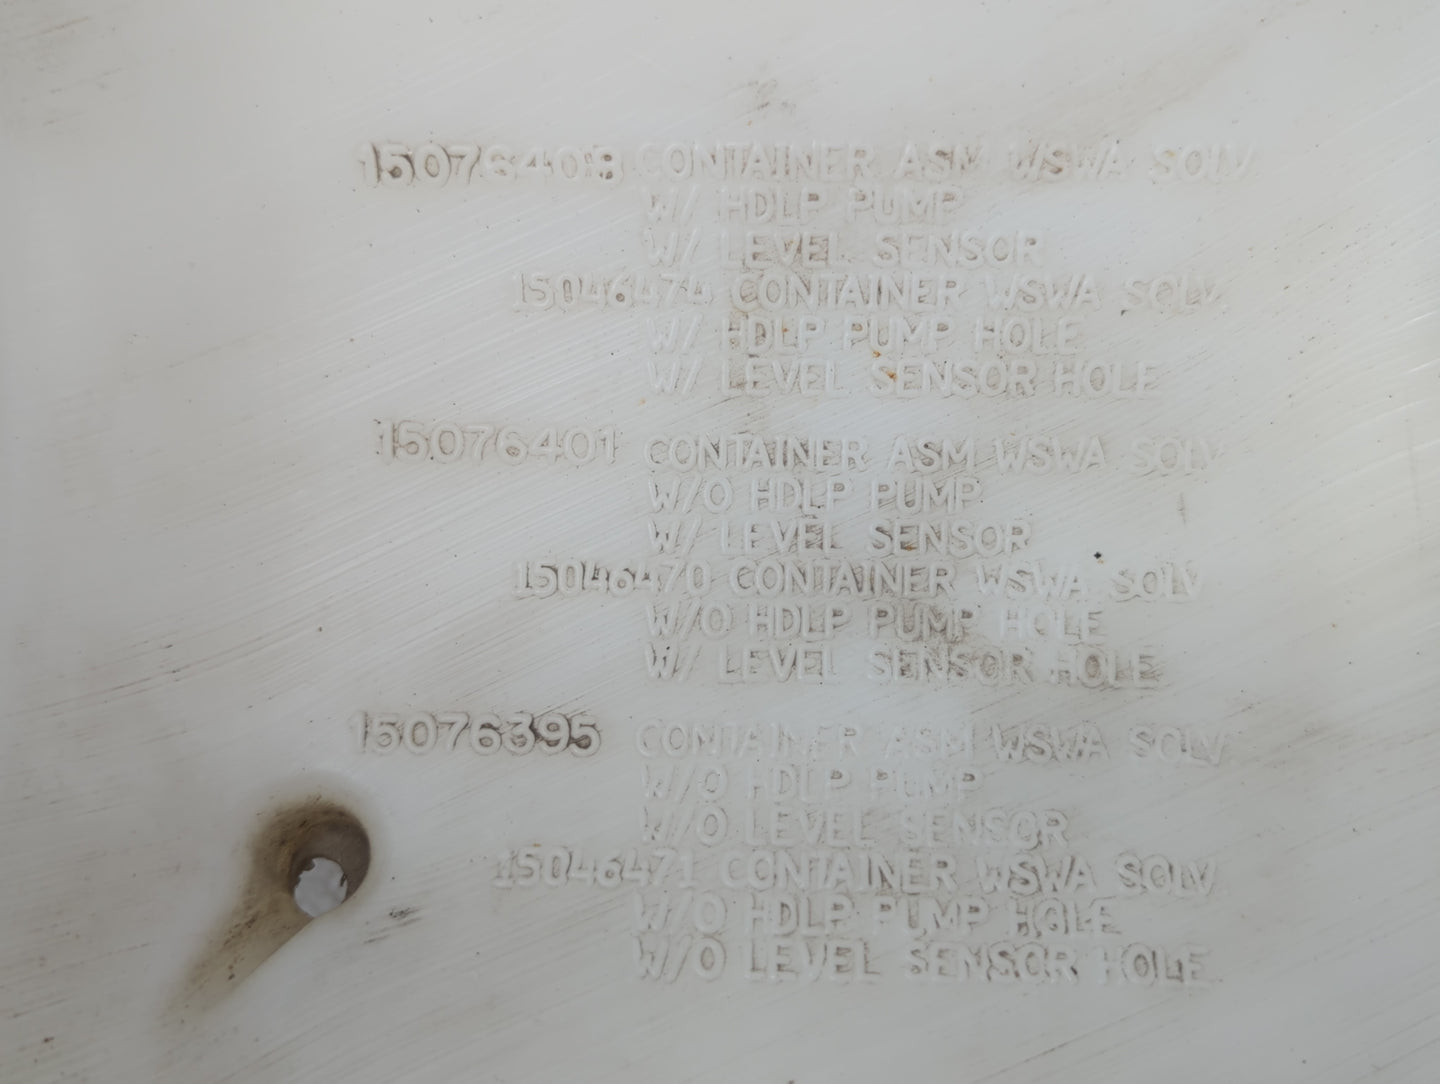 15076408 CONTAINER ASM WSWA SOLV
W/ HDLP PUMP
W/ LEVEL SENSOR
15046474 CONTAINER WSWA SOLV
W/ HDLP PUMP HOLE
W/ LEVEL SENSOR HOLE
15076401 CONTAINER ASM WSWA SOLV
W/O HDLP PUMP
W/ LEVEL SENSOR
15046470 CONTAINER WSWA SOLV
W/O HDLP PUMP HOLE
W/ LEVEL SENSOR HOLE
15076395 CONTAINER ASM WSWA SOLV
W/O HDLP PUMP
W/O LEVEL SENSOR
15046471 CONTAINER WSWA SOLV
W/O HDLP PUMP HOLE
W/O LEVEL SENSOR HOLE